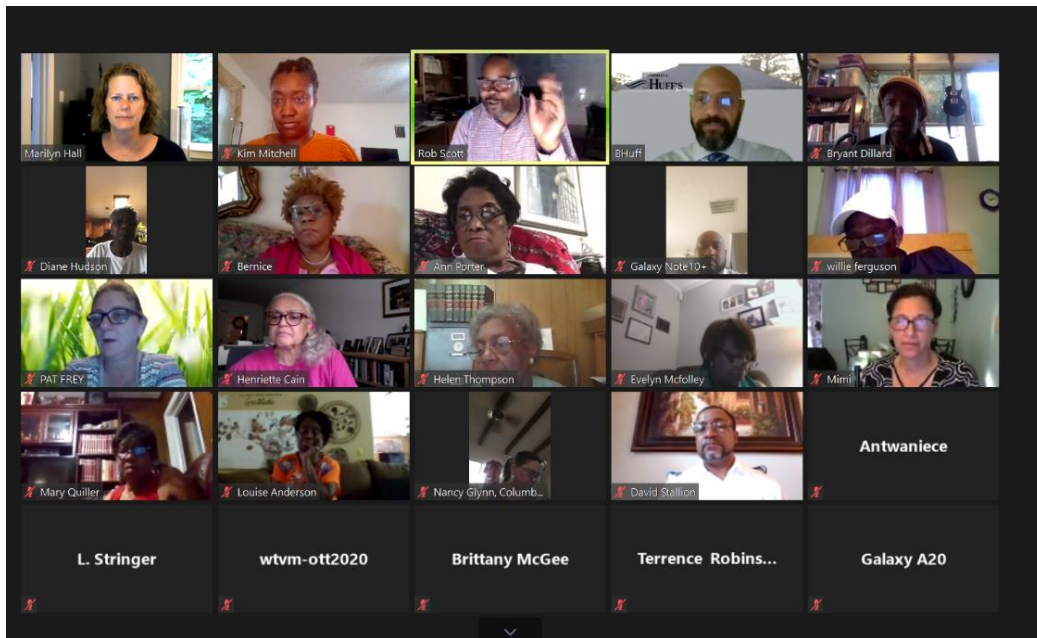 HUFF'S
Marilyn Hall
Kim Mitchell
Rob Scott
BHuff
Bryant Dillard
Diane Hudson
Bernice
Ann Porter
Galaxy Note10+
willie ferguson
PAT FREY
Henriette Cain
Helen Thompson
Evelyn Mcfolley
Mimi
Gratitude
Mary Quiller
Louise Anderson
Nancy Glynn, Columb...
David Stallion
Antwaniece
L. Stringer
wtvm-ott2020
Brittany McGee
Terrence Robins...
Galaxy A20